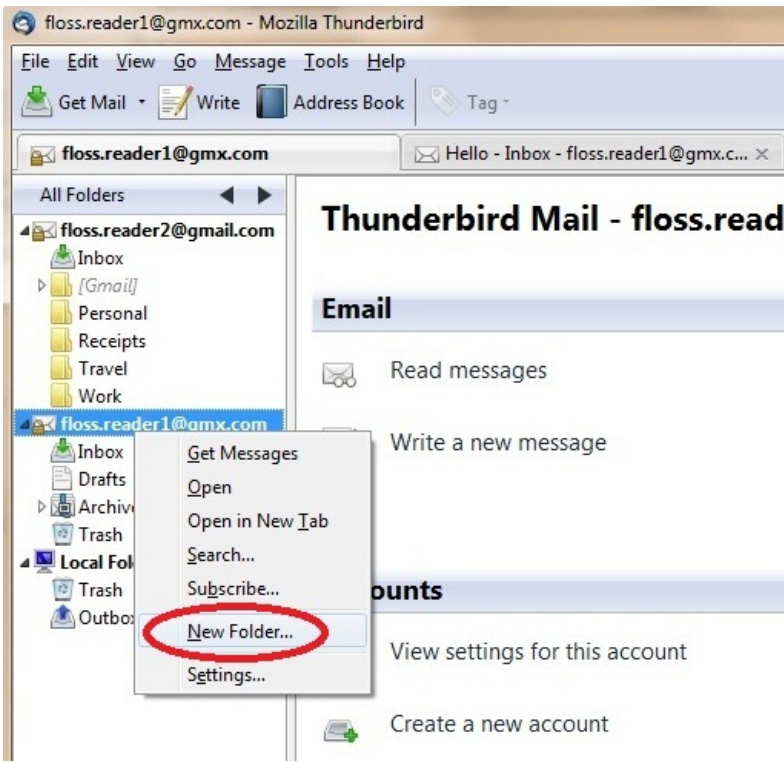 floss.reader1@gmx.com - Mozilla Thunderbird
File Edit View Go Message Tools Help
Get Mail Write Address Book Tag
floss.reader1@gmx.com
Hello - Inbox - floss.reader1@gmx.c...
All Folders
floss.reader2@gmail.com
Inbox
[Gmail]
Personal
Receipts
Travel
Work
floss.reader1@gmx.com
Inbox
Drafts
Archiv
Trash
Local Fol
Trash
Outbox
Get Messages
Open
Open in New Tab
Search...
Subscribe...
New Folder...
Settings...
Thunderbird Mail - floss.read
Email
Read messages
Write a new message
ounts
View settings for this account
Create a new account